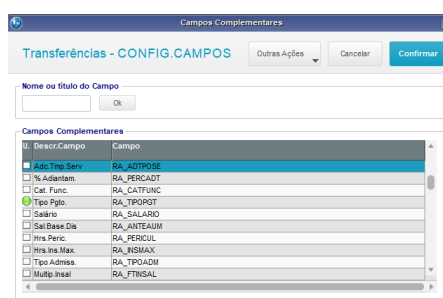 Campos Complementares
Transferências - CONFIG.CAMPOS
Outras Ações
Cancelar
Confirmar
Nome ou título do Campo
Ok
Campos Complementares
U. Descr.Campo Campo
Adc.Tmp.Serv RA_ADTPOSE
% Adiantam. RA_PERCADT
Cat. Func. RA_CATFUNC
Tipo Pgto. RA_TIPOPGT
Salário RA_SALARIO
Sal.Base.Dis RA_ANTEAUM
Hrs.Peric. RA_PERICUL
Hrs.Ins.Max. RA_INSMAX
Tipo Admiss. RA_TIPOADM
Multip.Insal RA_FTINSAL